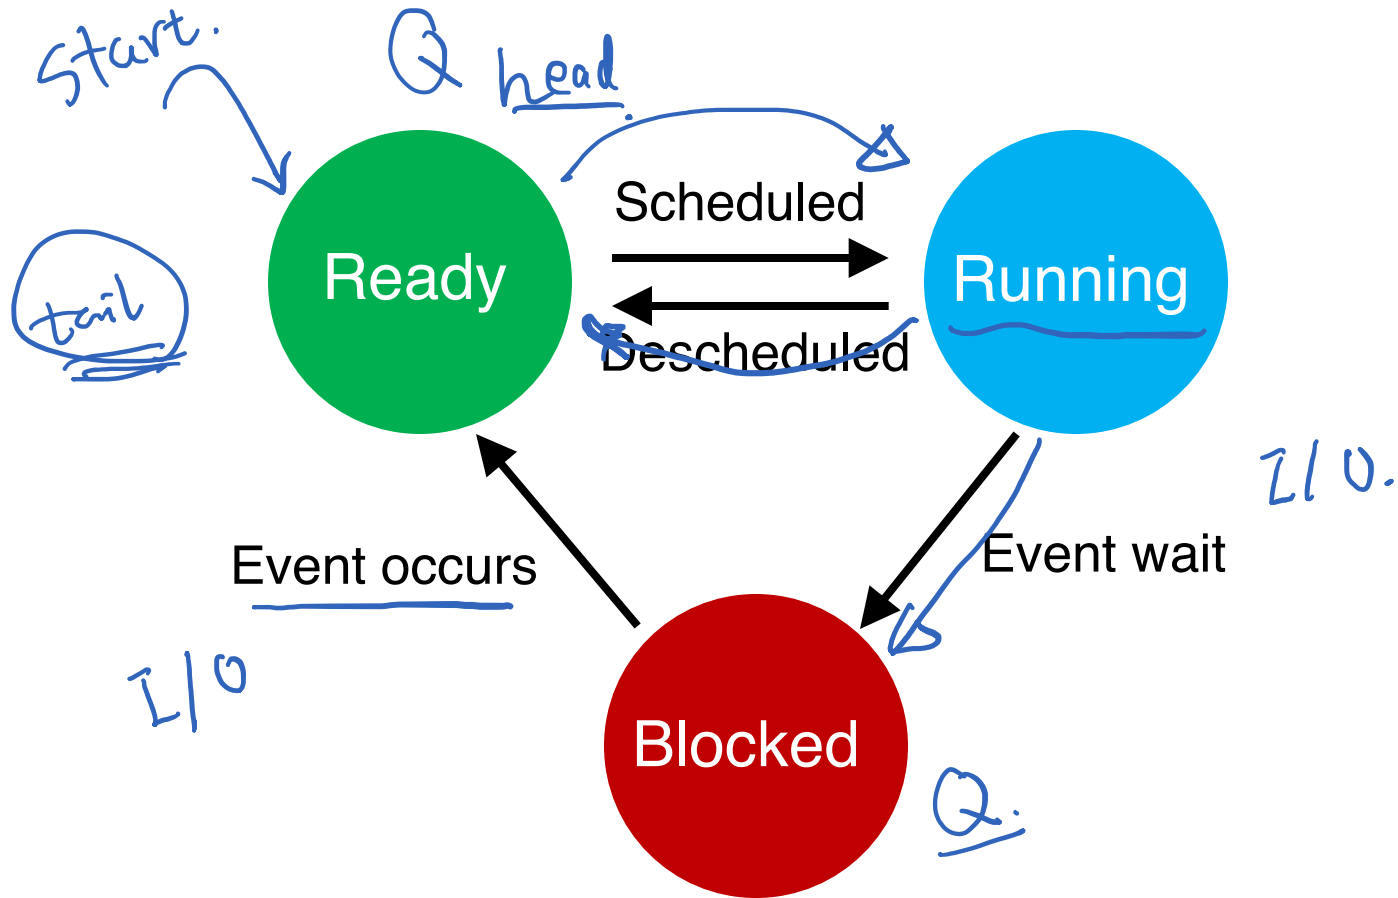 Start.
Q
head.
Scheduled
Ready
Running
tail
Descheduled
I/O.
Event occurs
Event wait
I/O
Blocked
Q.